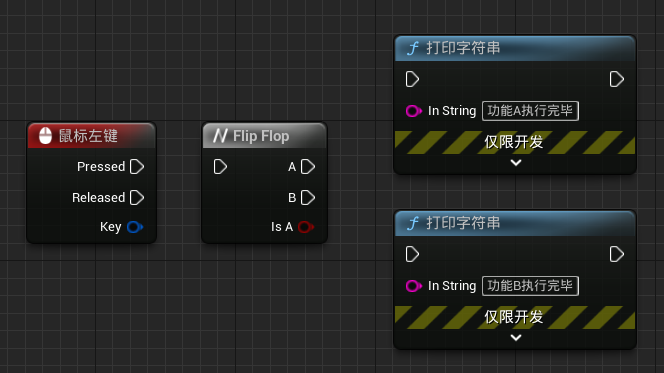 鼠标左键
Pressed
Released
Key
Flip Flop
A
B
Is A
打印字符串
In String 功能A执行完毕
仅限开发
打印字符串
In String 功能B执行完毕
仅限开发